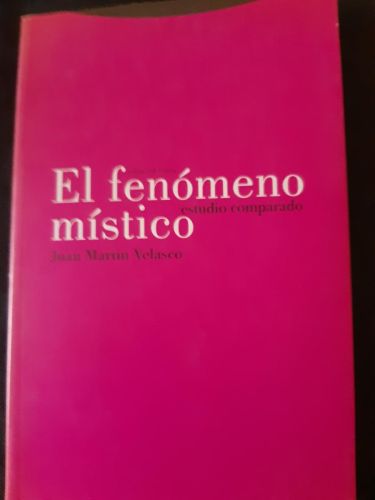 El fenómeno
estudio comparado
místico
Juan Martín Velasco